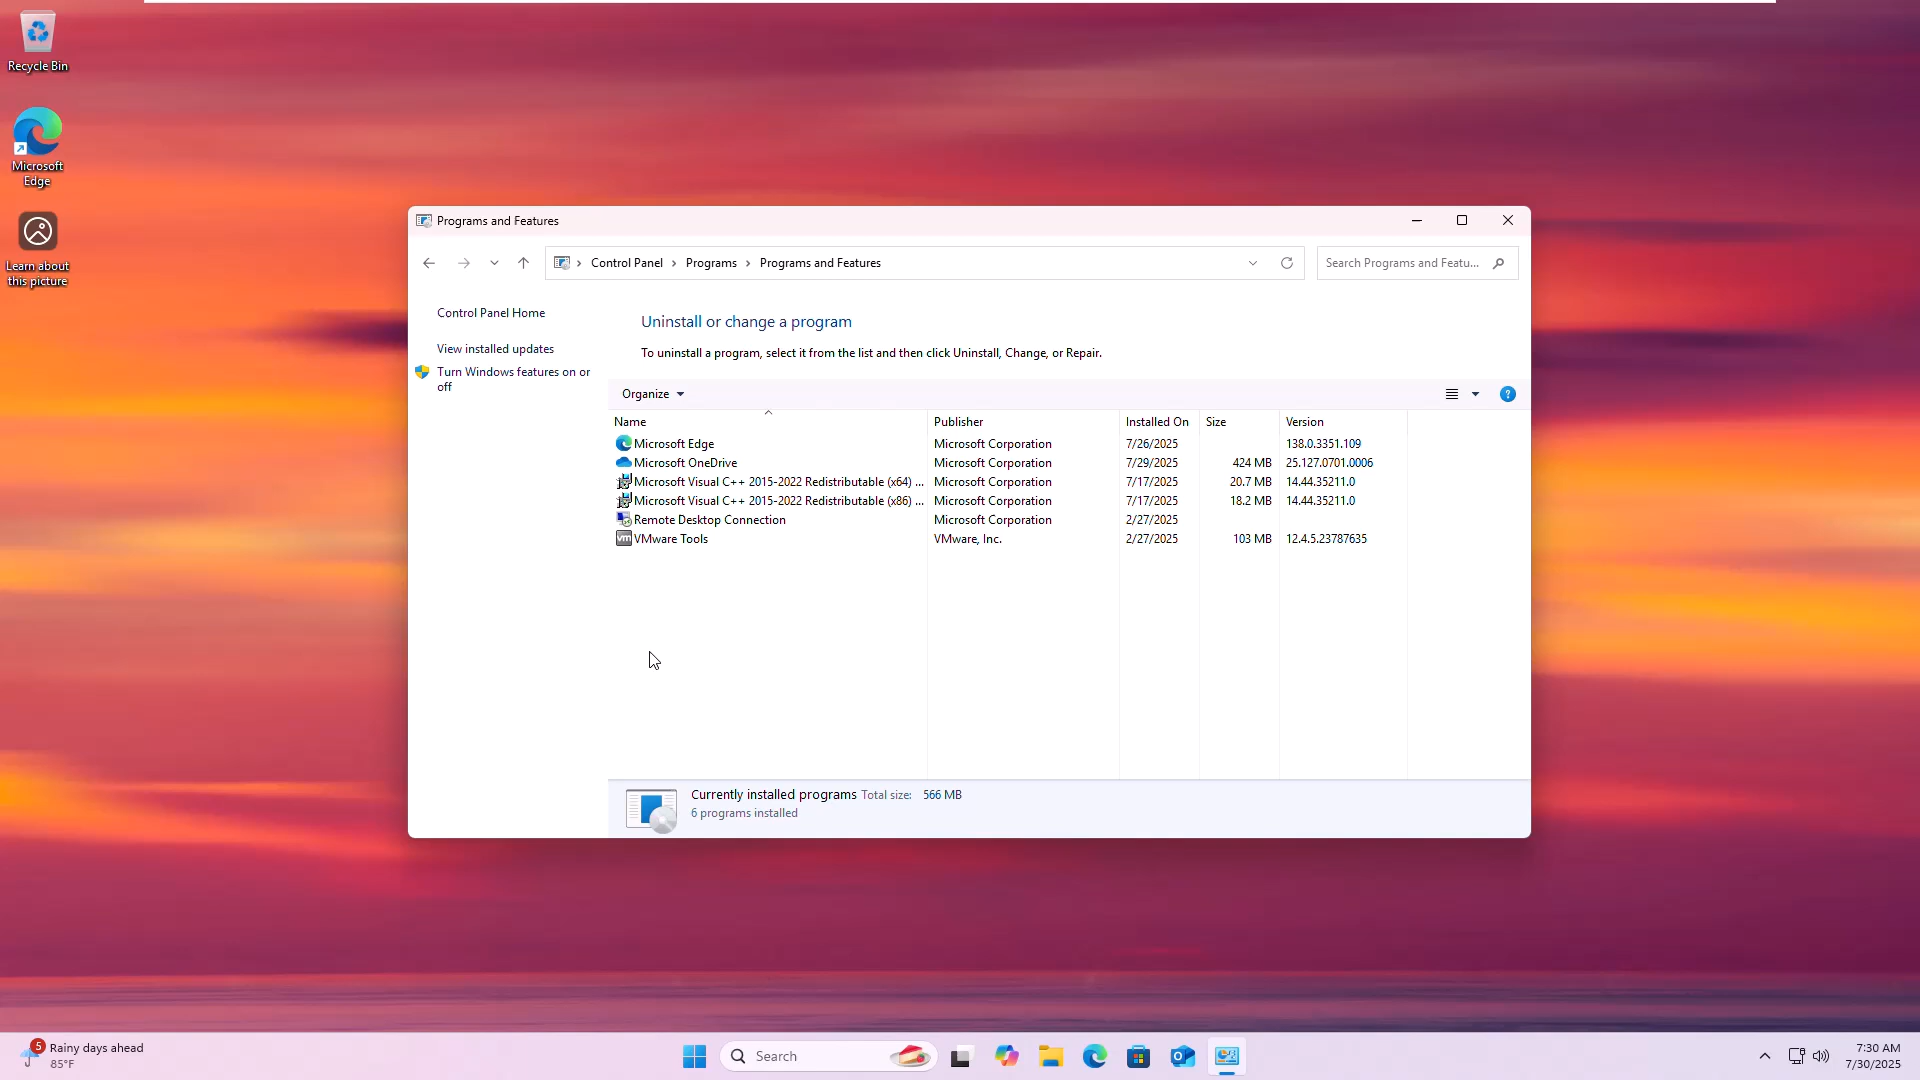 Recycle Bin
Microsoft
Edge
Learn about
this picture
Programs and Features
Control Panel
Programs
Programs and Features
Search Programs and Featu...
Control Panel Home
View installed updates
Turn Windows features on or
off
Uninstall or change a program
To uninstall a program, select it from the list and then click Uninstall, Change, or Repair.
Organize
?
Name Publisher Installed On Size Version
Microsoft Edge Microsoft Corporation 7/26/2025 138.0.3351.109
Microsoft OneDrive Microsoft Corporation 7/29/2025 424 MB 25.127.0701.0006
Microsoft Visual C++ 2015-2022 Redistributable (x64) ... Microsoft Corporation 7/17/2025 20.7 MB 14.44.35211.0
Microsoft Visual C++ 2015-2022 Redistributable (x86) ... Microsoft Corporation 7/17/2025 18.2 MB 14.44.35211.0
Remote Desktop Connection Microsoft Corporation 2/27/2025
vm VMware Tools VMware, Inc. 2/27/2025 103 MB 12.4.5.23787635
Currently installed programs Total size: 566 MB
6 programs installed
5 Rainy days ahead
85°F
Search
7:30 AM
7/30/2025